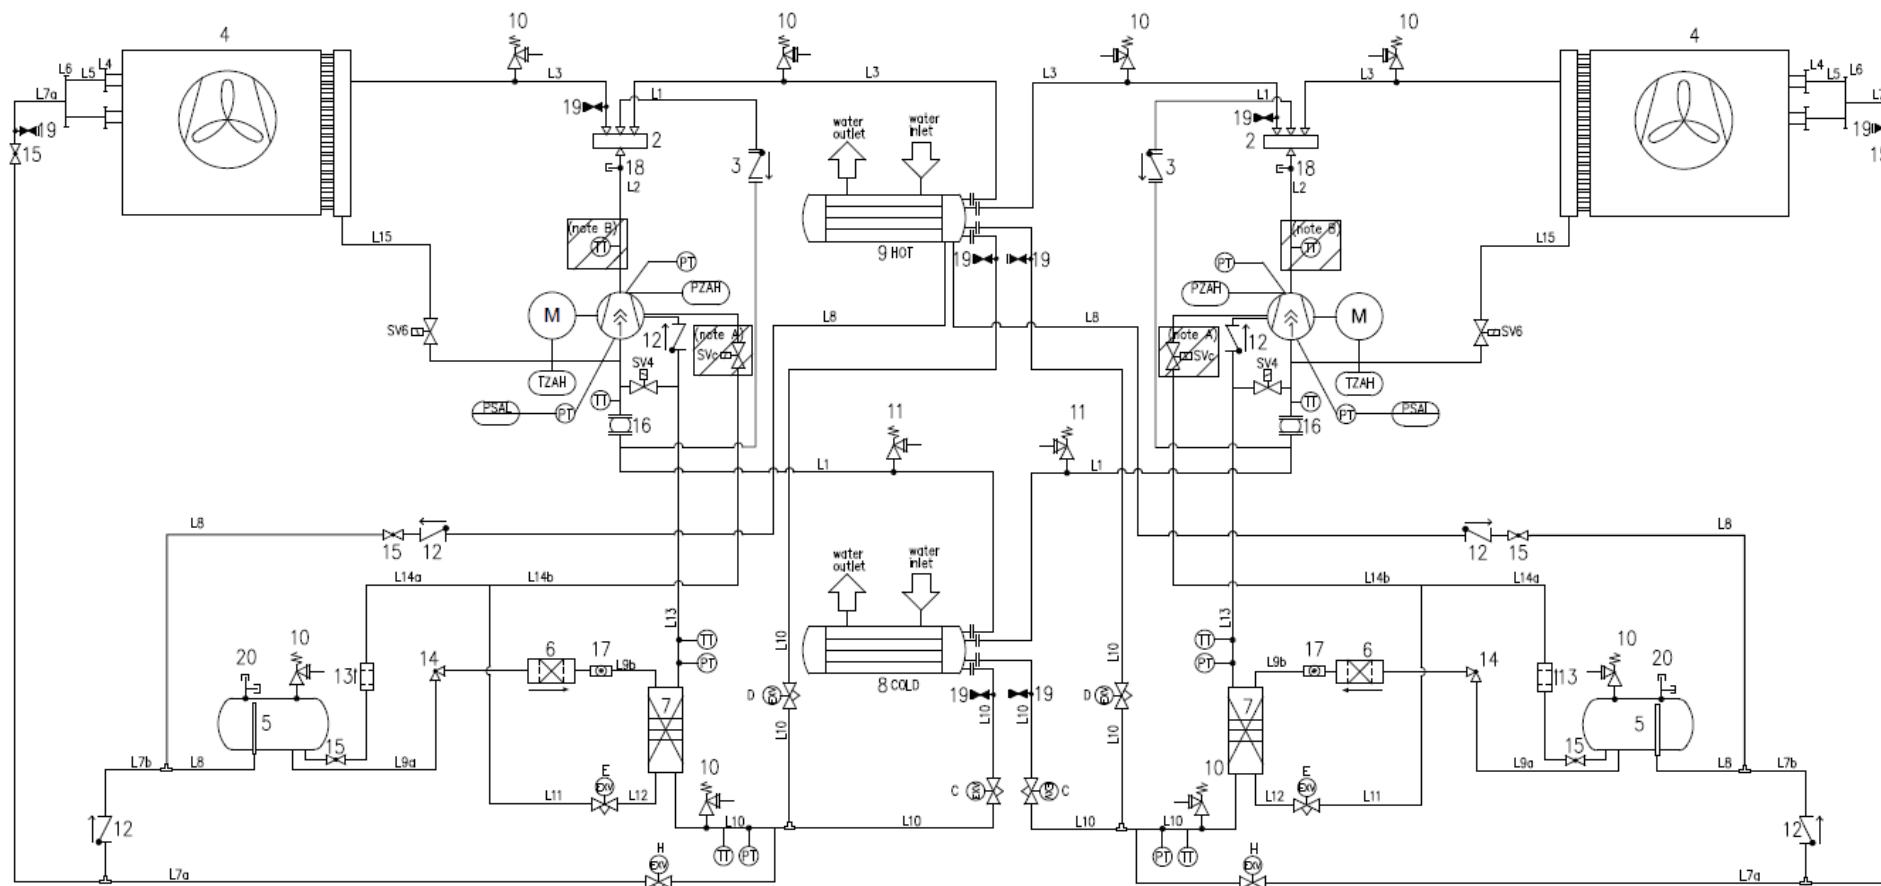 10
10
10
10
4
4
L6
L5
L4
L3
L3
L3
L3
L4
L5
L6
L7a
L1
L1
19
19
19
19
15
2
water
outlet
water
inlet
2
3
18
18
3
L2
L2
(note B)
TT
(note B)
TT
L15
L15
9 HOT
19
19
PT
PZAH
PT
PZAH
M
M
SV6
SV6
12
(note A)
SVc
L8
L8
(note A)
SVc
12
SV4
SV4
TZAH
TZAH
PSAL
PT
TT
TT
PT
PSAL
16
16
11
11
L1
L1
L8
15
12
12
15
L8
water
outlet
water
inlet
L14a
L14b
L14b
L14a
L13
L13
TT
PT
TT
PT
L10
L10
20
10
13
14
6
17
L9b
L9b
17
6
14
13
10
20
8 COLD
5
7
D
EXV
19
19
D
EXV
7
5
L10
L10
L10
L10
15
15
L7b
L8
L9a
L9a
L8
L7b
10
10
E
EXV
L11
L12
C
EXV
EXV
C
E
EXV
L12
L11
12
L10
L10
L10
L10
12
TT
PT
PT
TT
H
EXV
H
EXV
L7a
L7a